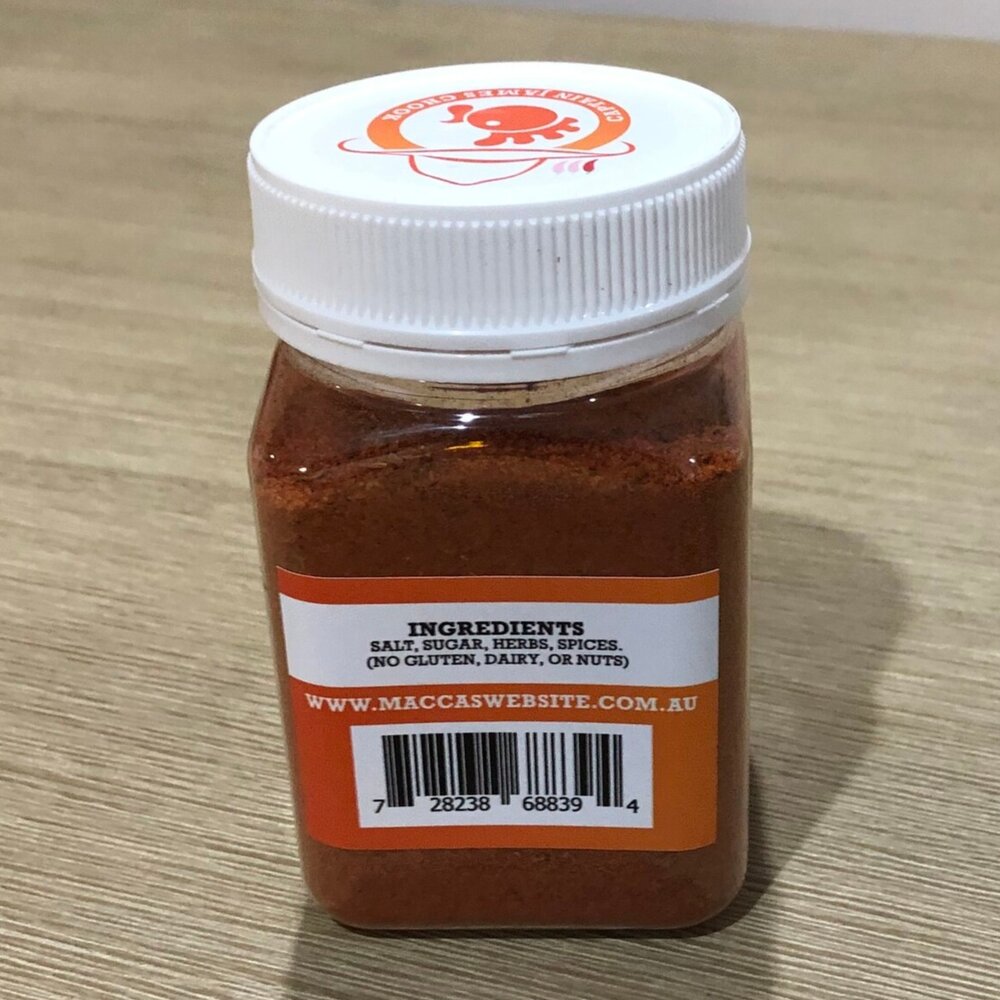 CAPTAIN JAMES CROOK
INGREDIENTS
SALT, SUGAR, HERBS, SPICES.
(NO GLUTEN, DAIRY, OR NUTS)
WWW.MACCASWEBSITE.COM.AU
7 28238 68839 4